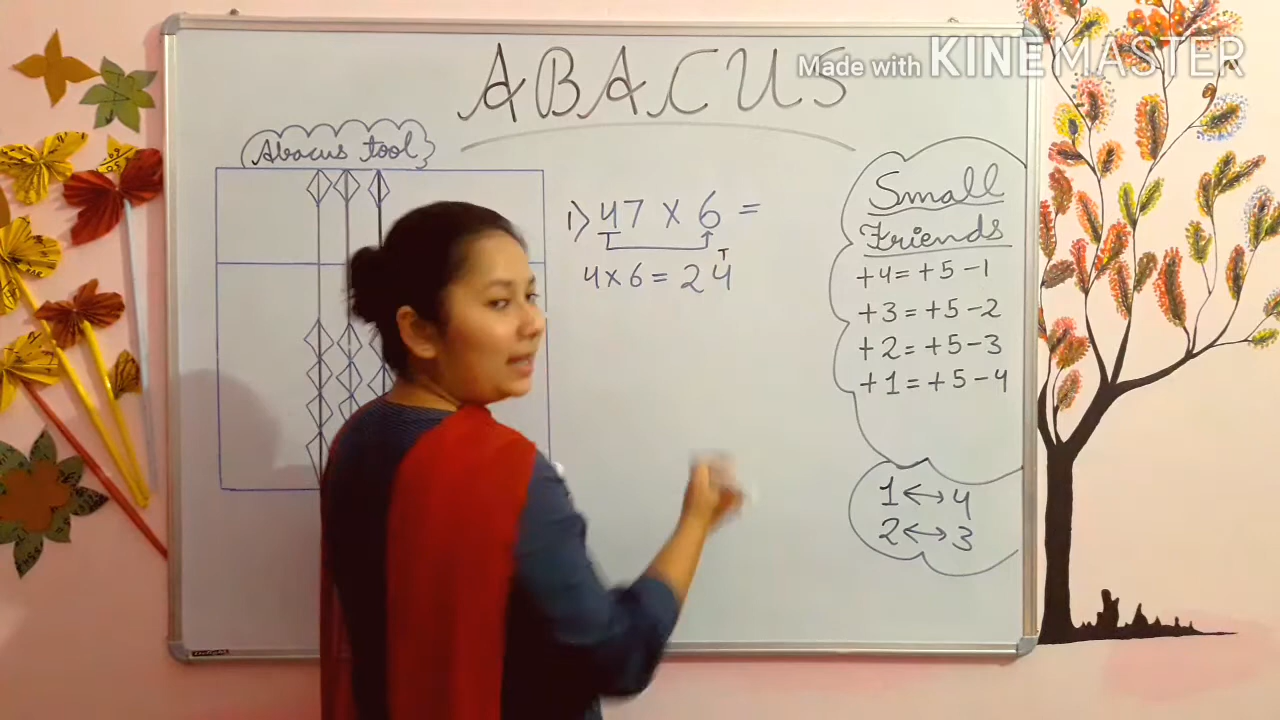 Made with KINEMASTER
ABACUS
Abacus tool
1) 47 x 6 =
T
4 x 6 = 24
Small
Friends
+4 = +5 - 1
+3 = +5 - 2
+2 = +5 - 3
+1 = +5 - 4
1 ↔ 4
2 ↔ 3